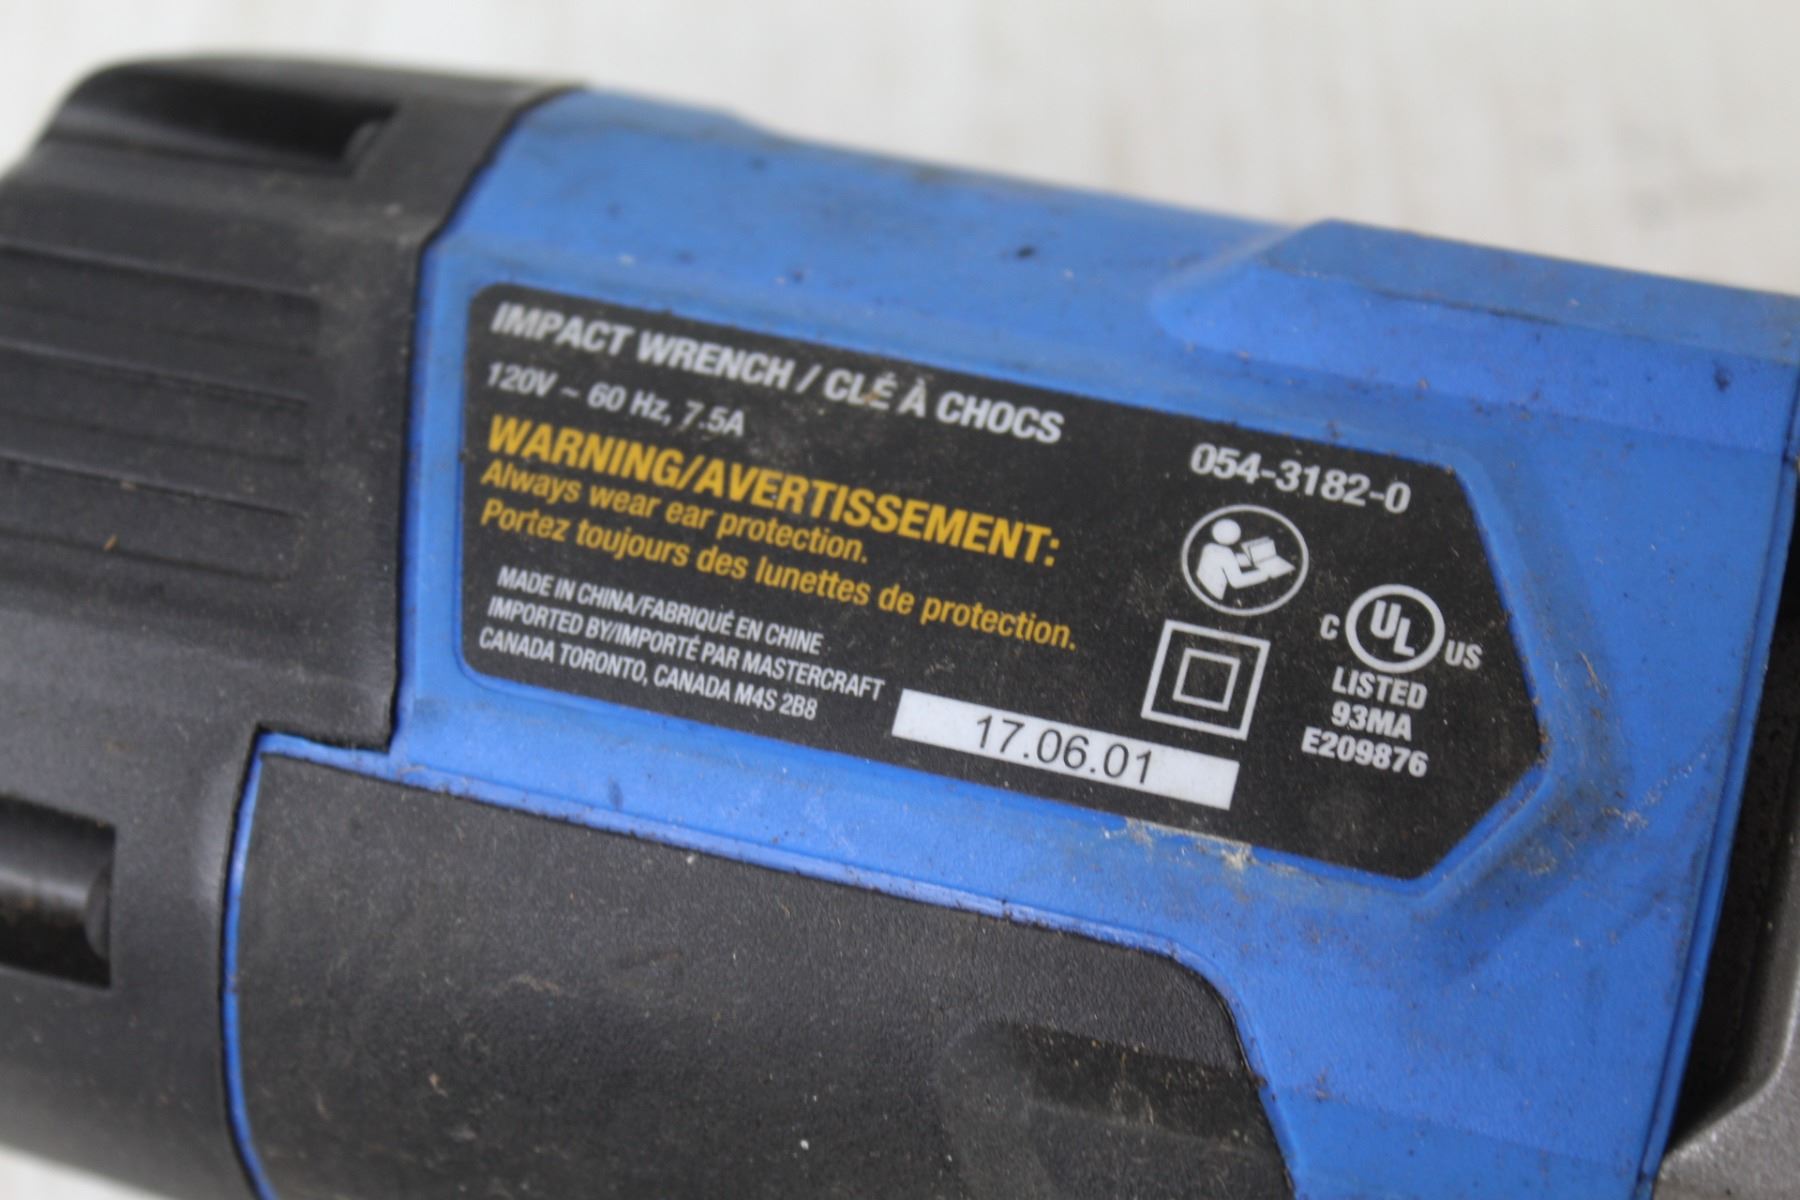 IMPACT WRENCH / CLÉ À CHOCS
120V ~ 60 Hz, 7.5A
054-3182-0
WARNING/AVERTISSEMENT:
Always wear ear protection.
Portez toujours des lunettes de protection.
MADE IN CHINA/FABRIQUÉ EN CHINE
IMPORTED BY/IMPORTÉ PAR MASTERCRAFT
CANADA TORONTO, CANADA M4S 2B8
17.06.01
C UL US
LISTED
93MA
E209876